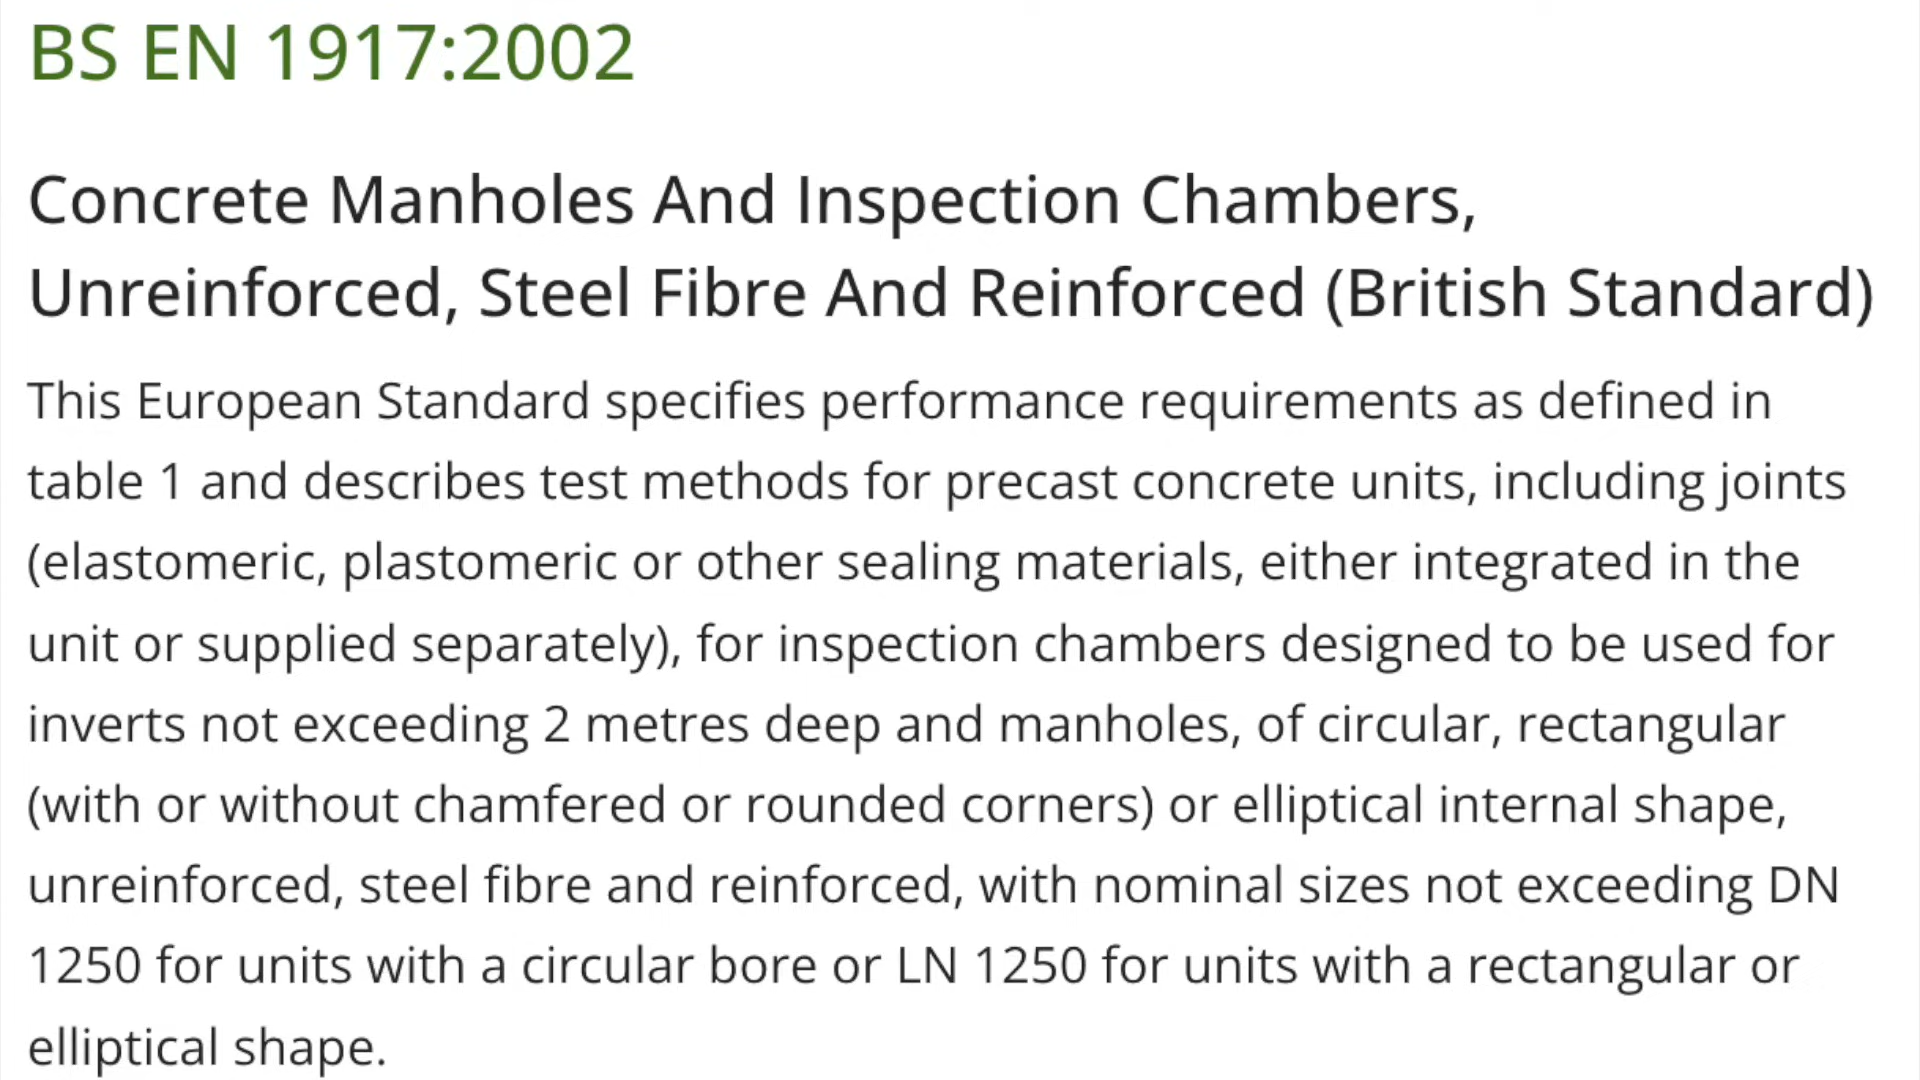 BS EN 1917:2002
Concrete Manholes And Inspection Chambers,
Unreinforced, Steel Fibre And Reinforced (British Standard)
This European Standard specifies performance requirements as defined in
table 1 and describes test methods for precast concrete units, including joints
(elastomeric, plastomeric or other sealing materials, either integrated in the
unit or supplied separately), for inspection chambers designed to be used for
inverts not exceeding 2 metres deep and manholes, of circular, rectangular
(with or without chamfered or rounded corners) or elliptical internal shape,
unreinforced, steel fibre and reinforced, with nominal sizes not exceeding DN
1250 for units with a circular bore or LN 1250 for units with a rectangular or
elliptical shape.